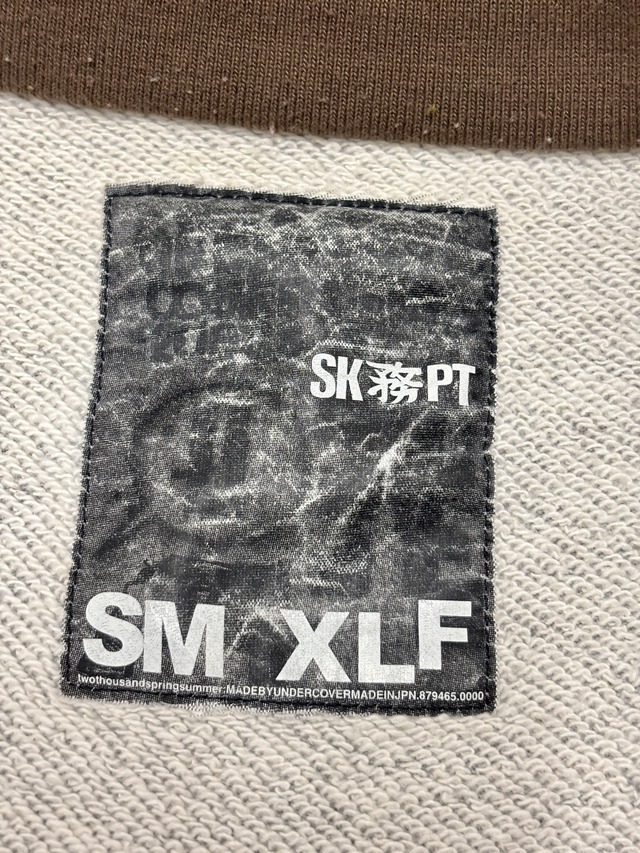 SK務PT
SM XLF
twothousandspringsummer.MADEBYUNDERCOVERMADEINJPN.879465.0000